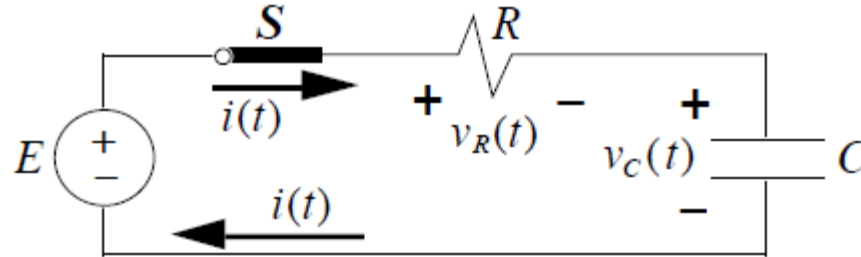 S
R
+
−
+
i(t)
v_R(t)
E
+
−
v_C(t)
C
i(t)
−